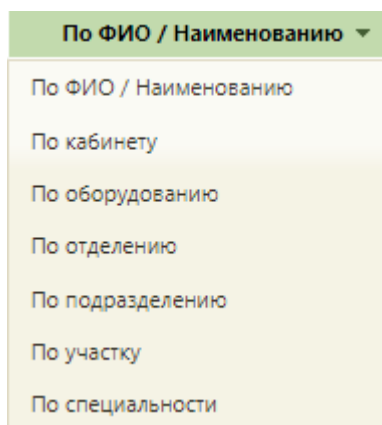 По ФИО / Наименованию
По ФИО / Наименованию
По кабинету
По оборудованию
По отделению
По подразделению
По участку
По специальности